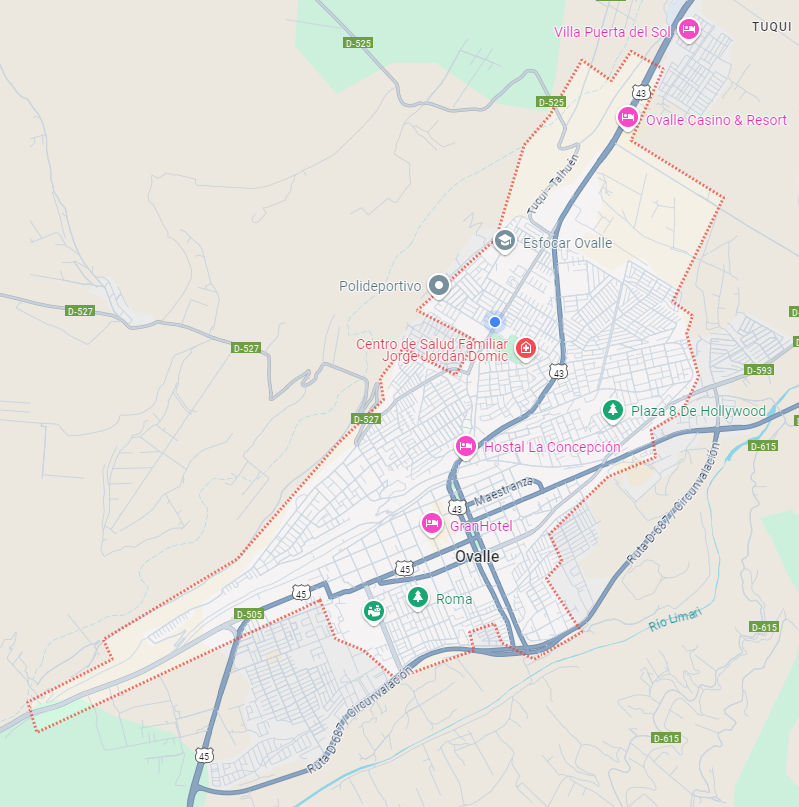 TUQUI
Villa Puerta del Sol
D-525
43
D-525
Ovalle Casino & Resort
Tuqui - Talhuén
Esfocar Ovalle
Polideportivo
D-527
D-527
Centro de Salud Familiar
Jorge Jordán Domic
D-593
43
D-527
Plaza 8 De Hollywood
Hostal La Concepción
D-615
Maestranza
43
GranHotel
Ruta D-687 / Circunvalación
Ovalle
45
45
Roma
D-505
Río Limarí
D-615
Ruta D-687 / Circunvalación
D-615
45